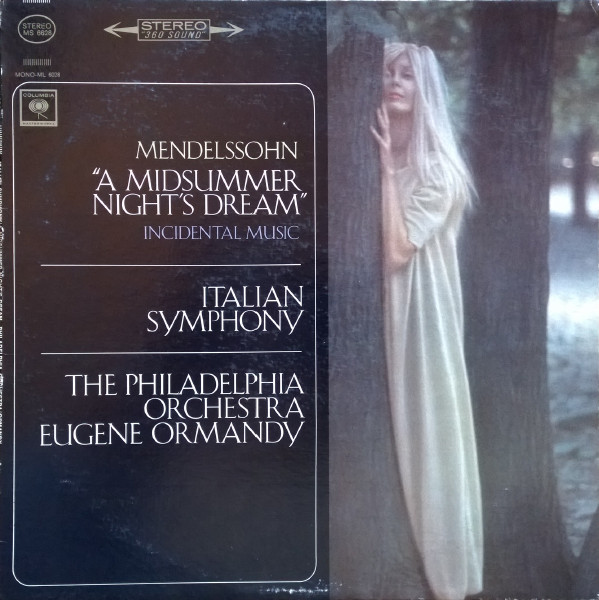 STEREO
MS 6628
STEREO
"360 SOUND"
MONO-ML 6028
COLUMBIA
MASTERWORKS
MENDELSSOHN
"A MIDSUMMER
NIGHT'S DREAM"
INCIDENTAL MUSIC
ITALIAN
SYMPHONY
THE PHILADELPHIA
ORCHESTRA
EUGENE ORMANDY